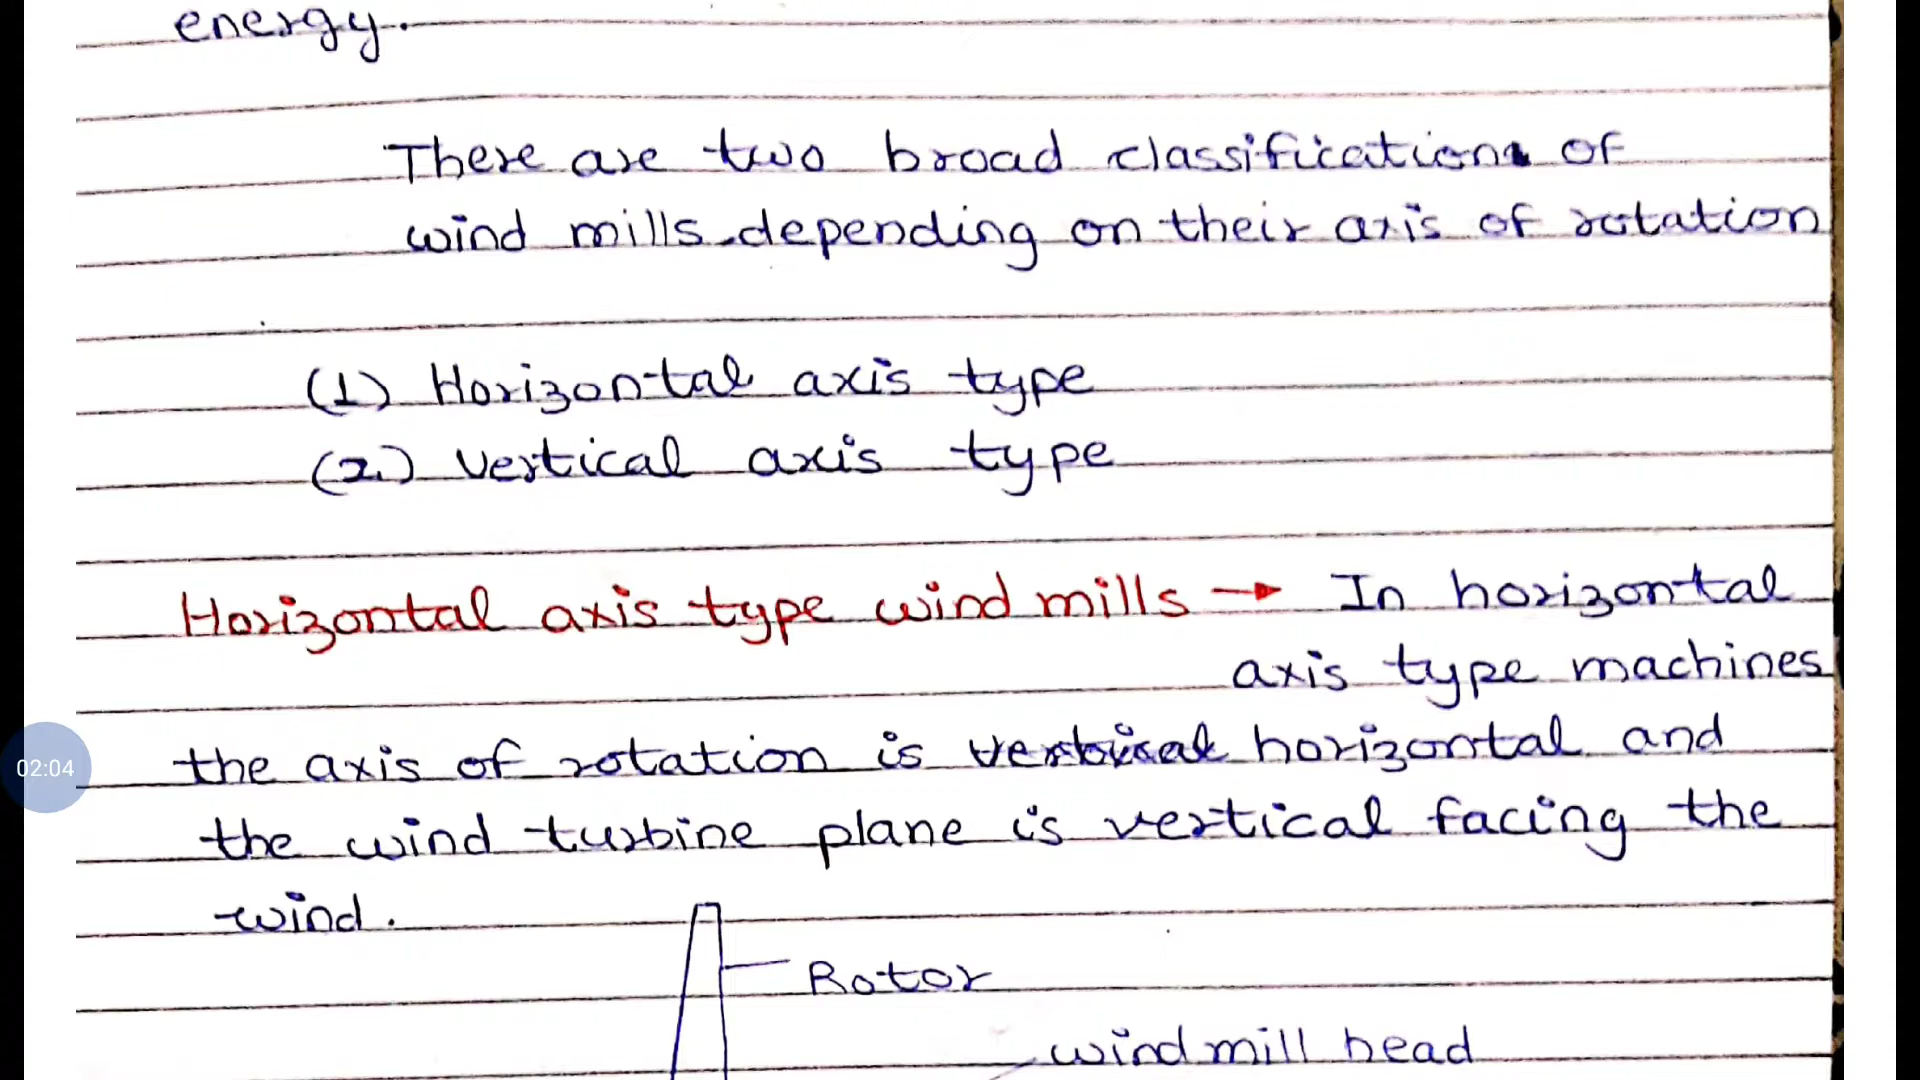 energy.
There are two broad classification of
wind mills depending on their axis of rotation
(1) Horizontal axis type
(2) Vertical axis type
Horizontal axis type wind mills → In horizontal
axis type machines
the axis of rotation is vertical horizontal and
02:04
the wind turbine plane is vertical facing the
wind.
Rotor
wind mill head